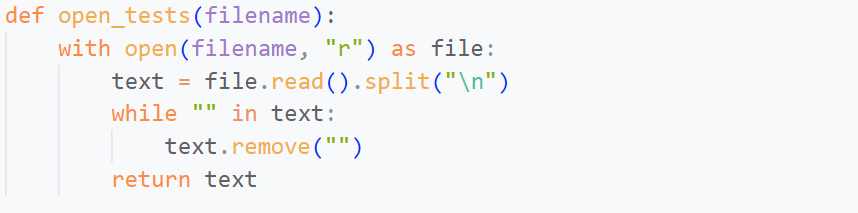 def open_tests(filename):
    with open(filename, "r") as file:
        text = file.read().split("\n")
        while "" in text:
            text.remove("")
        return text